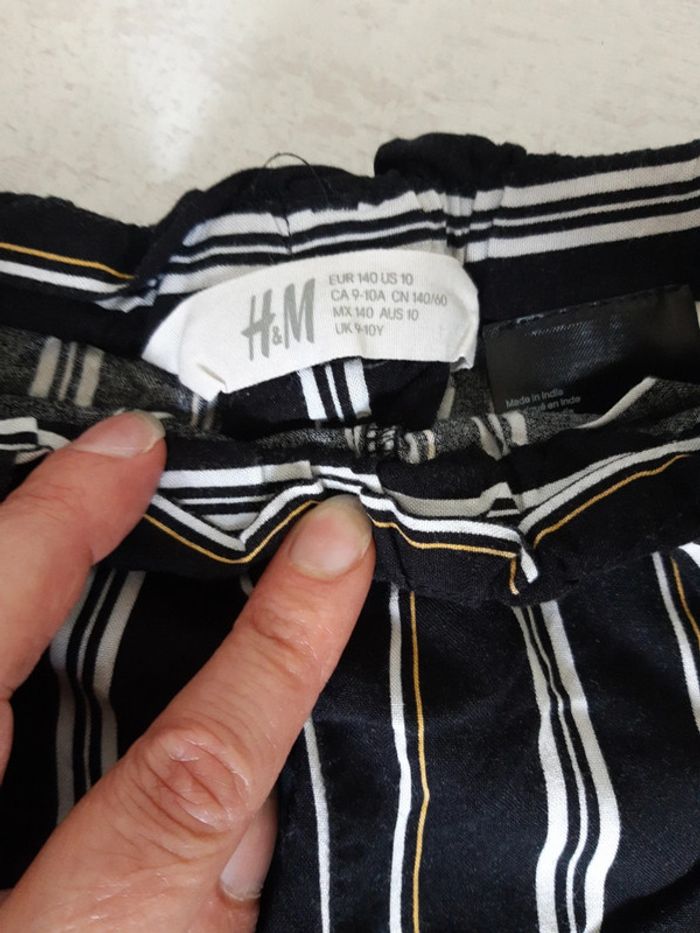 H&M
EUR 140 US 10
CA 9-10A CN 140/60
MX 140 AUS 10
UK 9-10Y
Made in India
en Inde